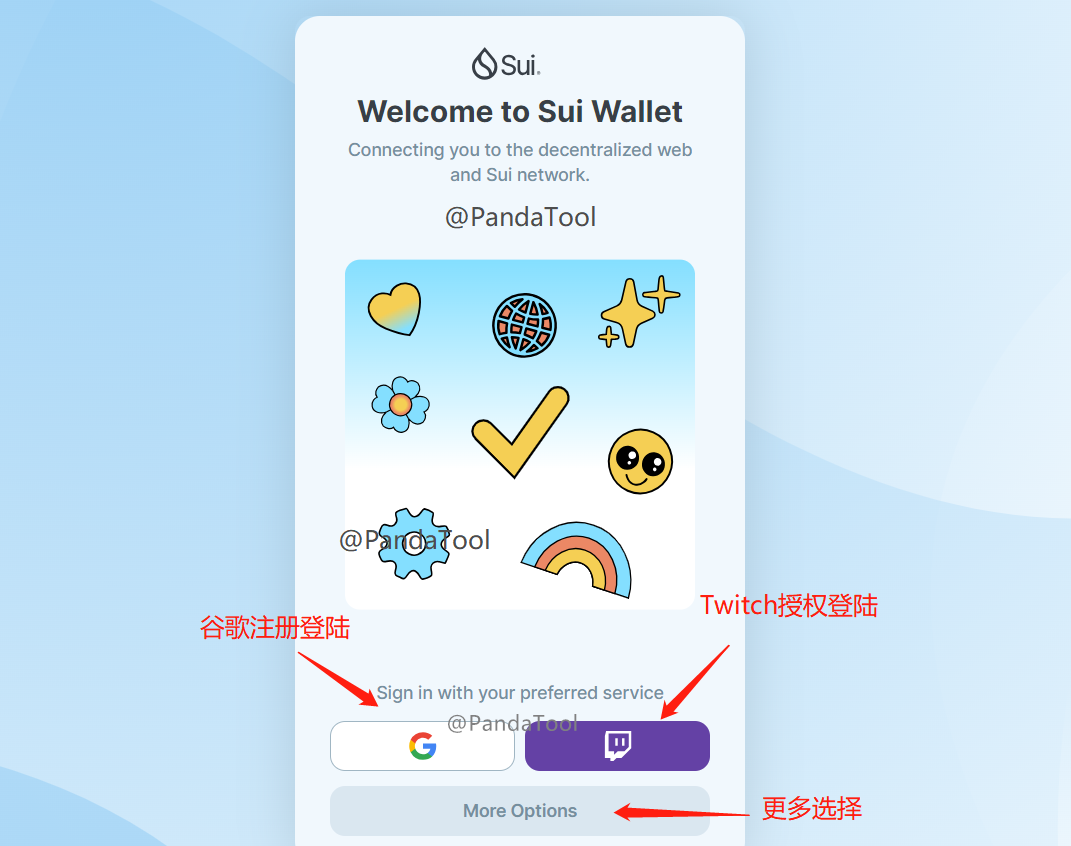 Sui
Welcome to Sui Wallet
Connecting you to the decentralized web
and Sui network.
@PandaTool
@PandaTool
Twitch授权登陆
谷歌注册登陆
Sign in with your preferred service
@PandaTool
More Options
更多选择